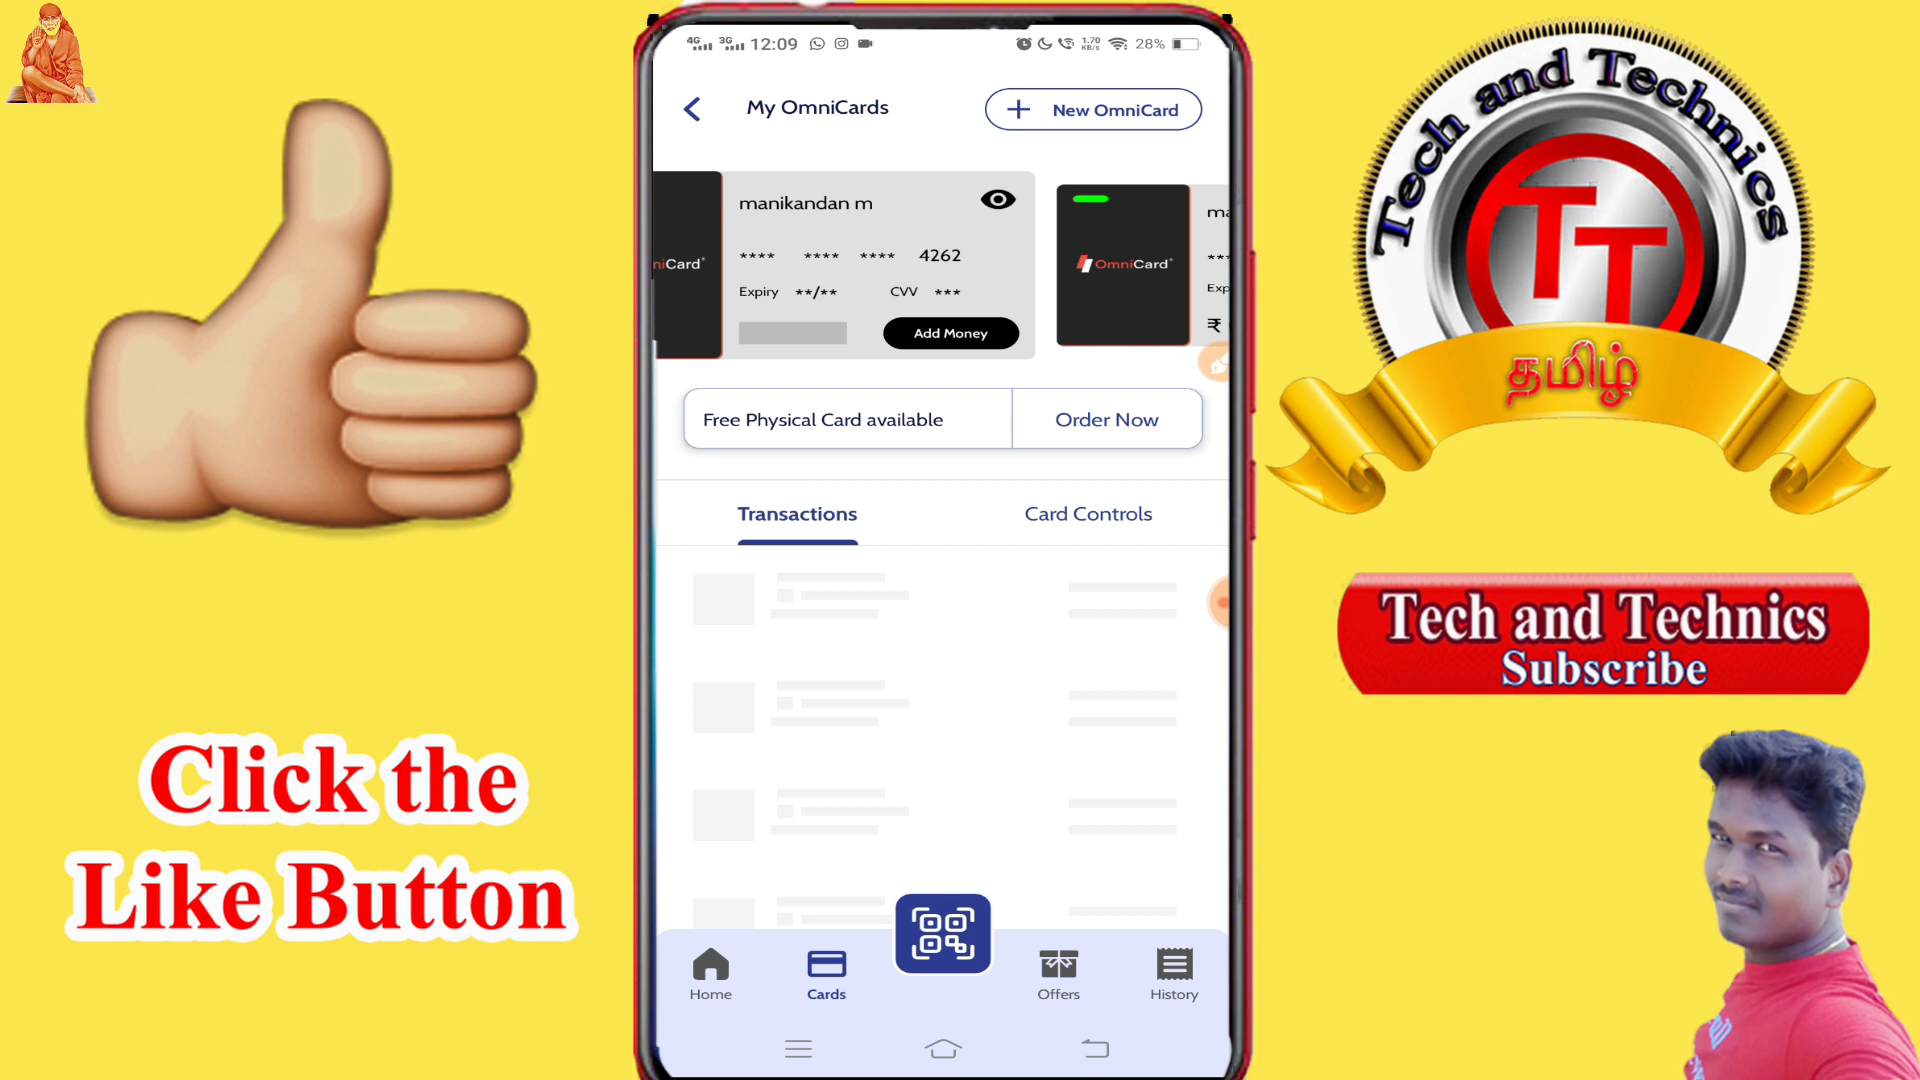 4G 3G 12:09 1.70 KB/s 28%
My OmniCards
+ New OmniCard
manikandan m
**** **** **** 4262
Expiry **/** CVV ***
Add Money
niCard
OmniCard
ma
***
Exp
₹
Free Physical Card available
Order Now
Transactions
Card Controls
Home
Cards
Offers
History
Click the
Like Button
Tech and Technics
TT
தமிழ்
Tech and Technics
Subscribe